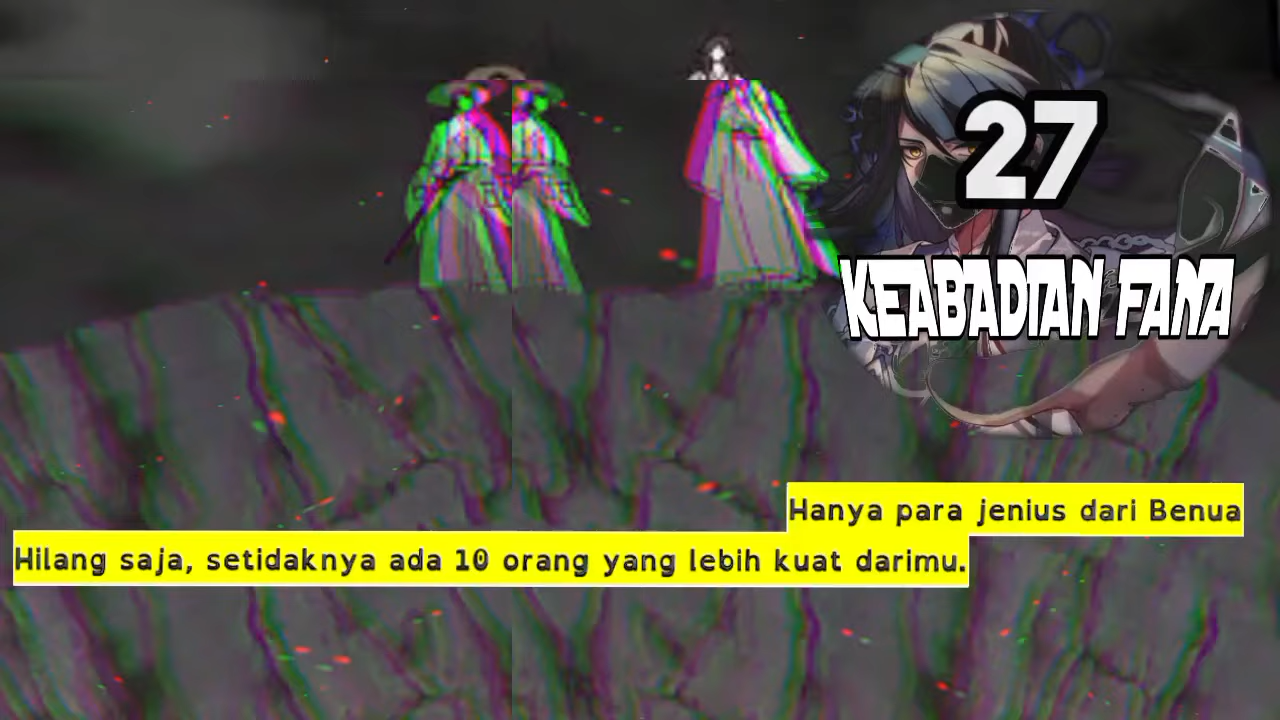 27
KEABADIAN FANA
Hanya para jenius dari Benua
Hilang saja, setidaknya ada 10 orang yang lebih kuat darimu.